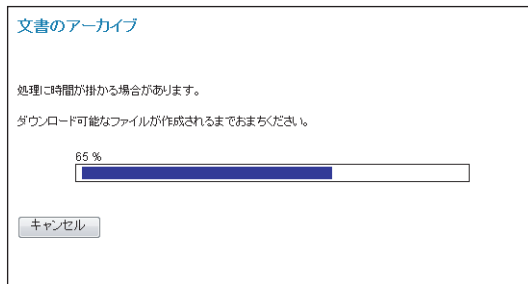 文書のアーカイブ
処理に時間が掛かる場合があります。
ダウンロード可能なファイルが作成されるまでおまちください。
65 %
キャンセル